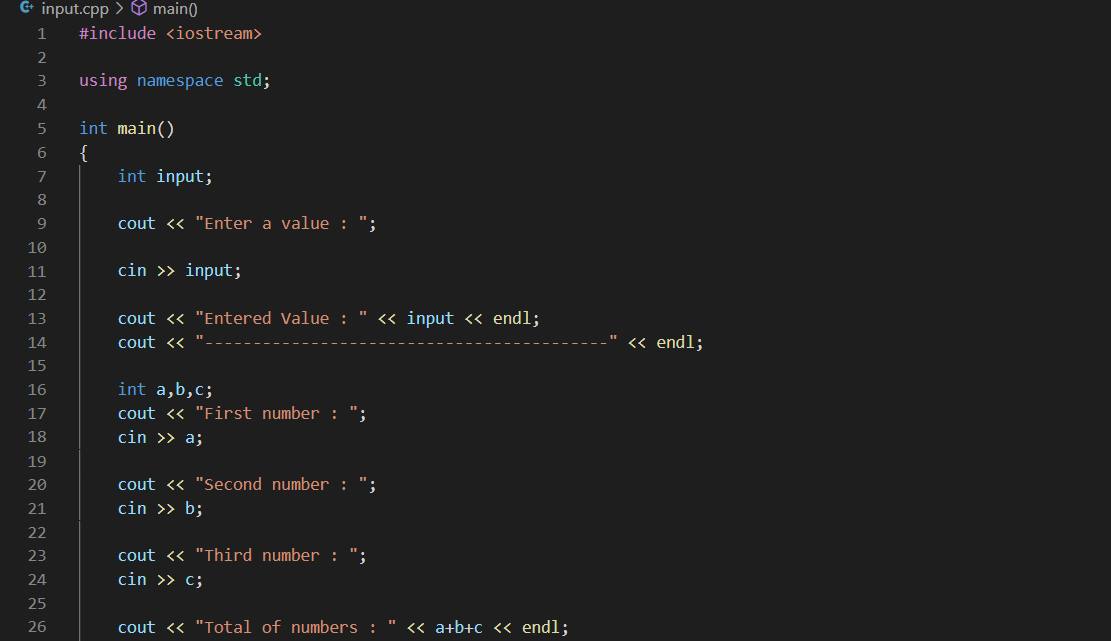 input.cpp > main()
1 #include <iostream>
2
3 using namespace std;
4
5 int main()
6 {
7 int input;
8
9 cout << "Enter a value : ";
10
11 cin >> input;
12
13 cout << "Entered Value : " << input << endl;
14 cout << "------------------------------------------" << endl;
15
16 int a,b,c;
17 cout << "First number : ";
18 cin >> a;
19
20 cout << "Second number : ";
21 cin >> b;
22
23 cout << "Third number : ";
24 cin >> c;
25
26 cout << "Total of numbers : " << a+b+c << endl;